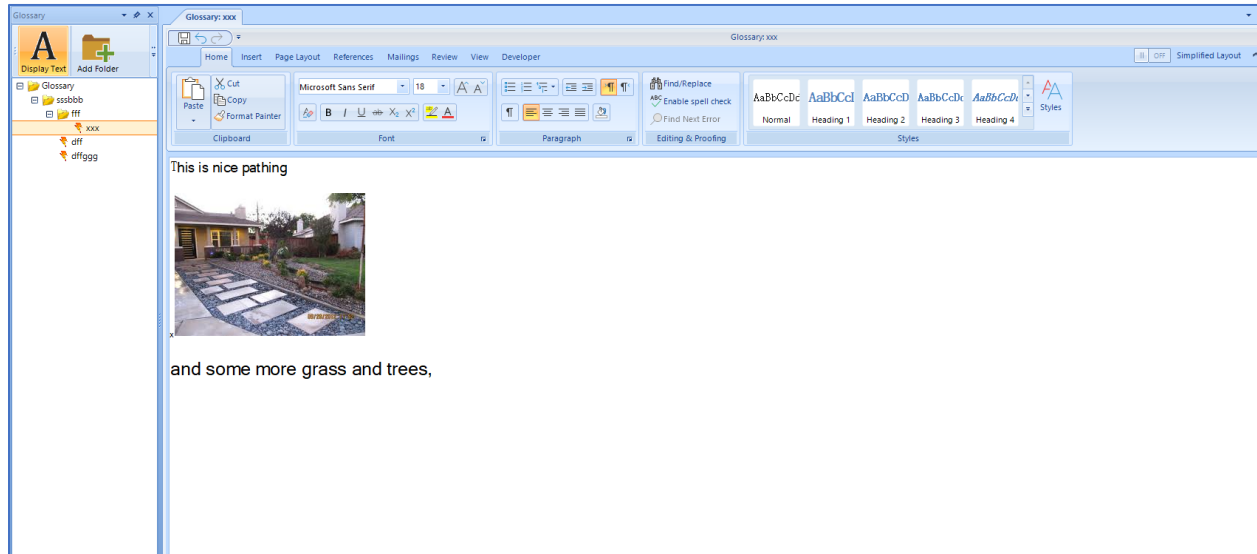 Glossary
Glossary: xxx
Glossary: xxx
Display Text
Add Folder
Home Insert Page Layout References Mailings Review View Developer
OFF Simplified Layout
Glossary
sssbbb
fff
xxx
dff
dffggg
Paste
Cut
Copy
Format Painter
Clipboard
Microsoft Sans Serif 18
B I U ab X₂ X² A
Font
Paragraph
Find/Replace
Enable spell check
Find Next Error
Editing & Proofing
AaBbCcDc AaBbCcI AaBbCcD AaBbCcDc AaBbCcDc
Normal Heading 1 Heading 2 Heading 3 Heading 4
Styles
Styles
This is nice pathing
x
and some more grass and trees,